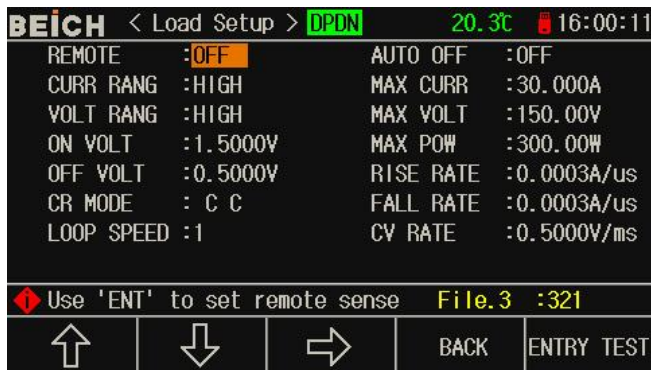 BEICH < Load Setup > DPDN 20.3℃ 16:00:11
REMOTE :OFF AUTO OFF :OFF
CURR RANG :HIGH MAX CURR :30.000A
VOLT RANG :HIGH MAX VOLT :150.00V
ON VOLT :1.5000V MAX POW :300.00W
OFF VOLT :0.5000V RISE RATE :0.0003A/us
CR MODE : C C FALL RATE :0.0003A/us
LOOP SPEED :1 CV RATE :0.5000V/ms
Use 'ENT' to set remote sense File.3 :321
BACK ENTRY TEST